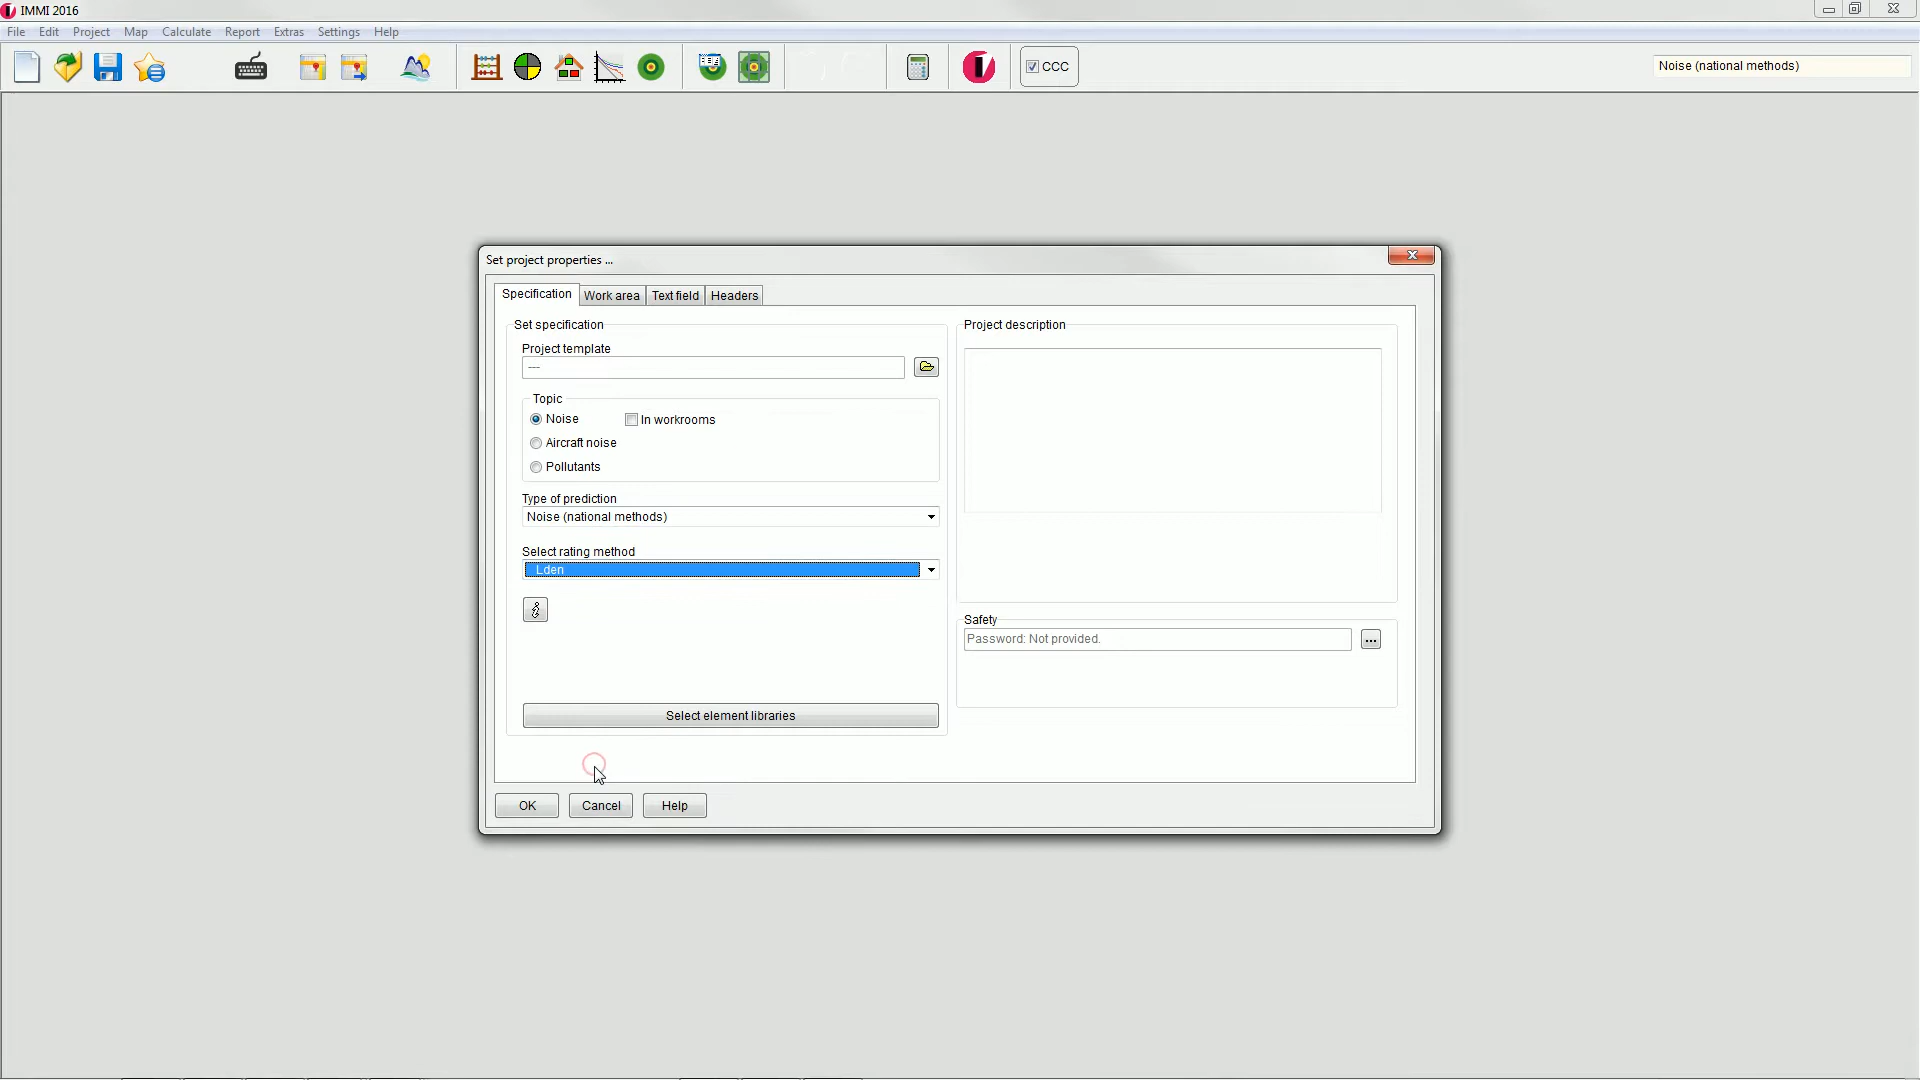 IMMI 2016
File Edit Project Map Calculate Report Extras Settings Help
CCC
Noise (national methods)
Set project properties ...
Specification Work area Text field Headers
Set specification
Project template
---
Topic
Noise In workrooms
Aircraft noise
Pollutants
Type of prediction
Noise (national methods)
Select rating method
Lden
Select element libraries
Project description
Safety
Password: Not provided.
...
OK Cancel Help